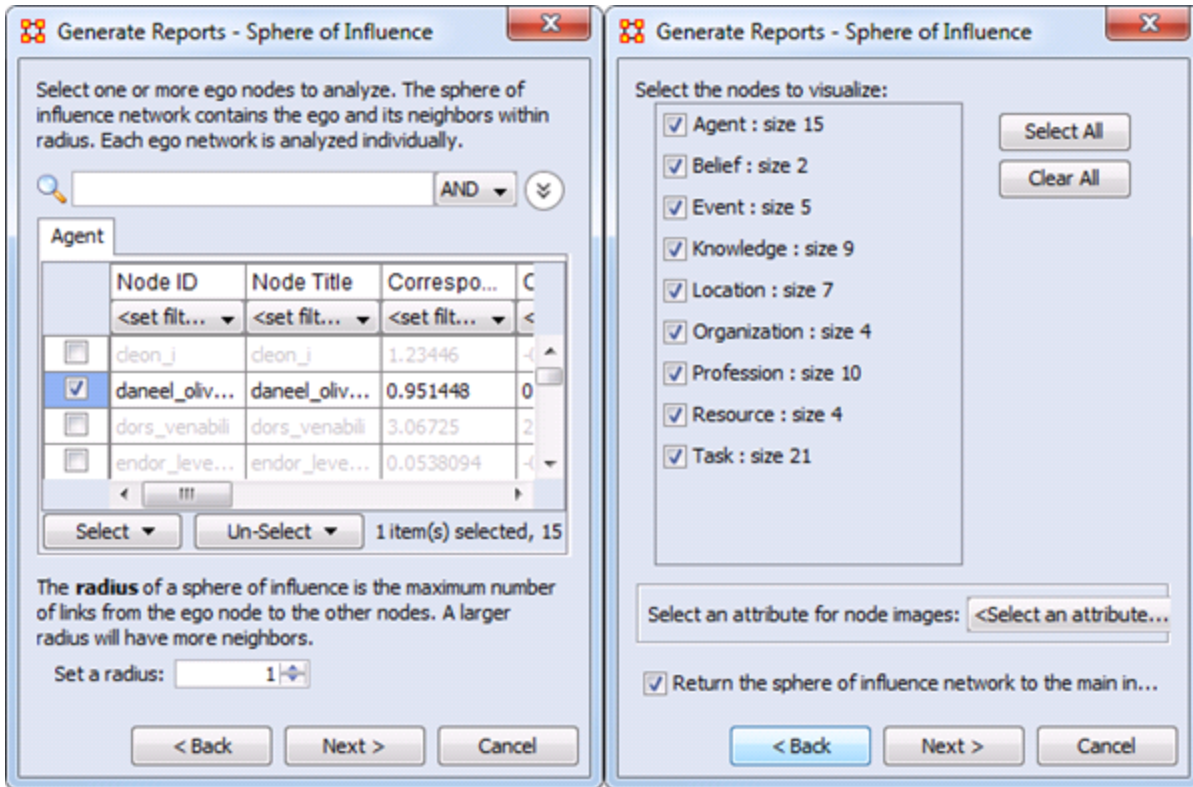 Generate Reports - Sphere of Influence
Select one or more ego nodes to analyze. The sphere of
influence network contains the ego and its neighbors within
radius. Each ego network is analyzed individually.
AND
Agent
Node ID Node Title Correspo... C
<set filt... <set filt... <set filt... <
cleon_i cleon_i 1.23446 -0
daneel_oliv... daneel_oliv... 0.951448 0
dors_venabili dors_venabili 3.06725 2
endor_leve... endor_leve... 0.0538094 -0
Select Un-Select 1 item(s) selected, 15
The radius of a sphere of influence is the maximum number
of links from the ego node to the other nodes. A larger
radius will have more neighbors.
Set a radius: 1
< Back Next > Cancel
Generate Reports - Sphere of Influence
Select the nodes to visualize:
Agent : size 15
Belief : size 2
Event : size 5
Knowledge : size 9
Location : size 7
Organization : size 4
Profession : size 10
Resource : size 4
Task : size 21
Select All
Clear All
Select an attribute for node images: <Select an attribute...
Return the sphere of influence network to the main in...
< Back Next > Cancel